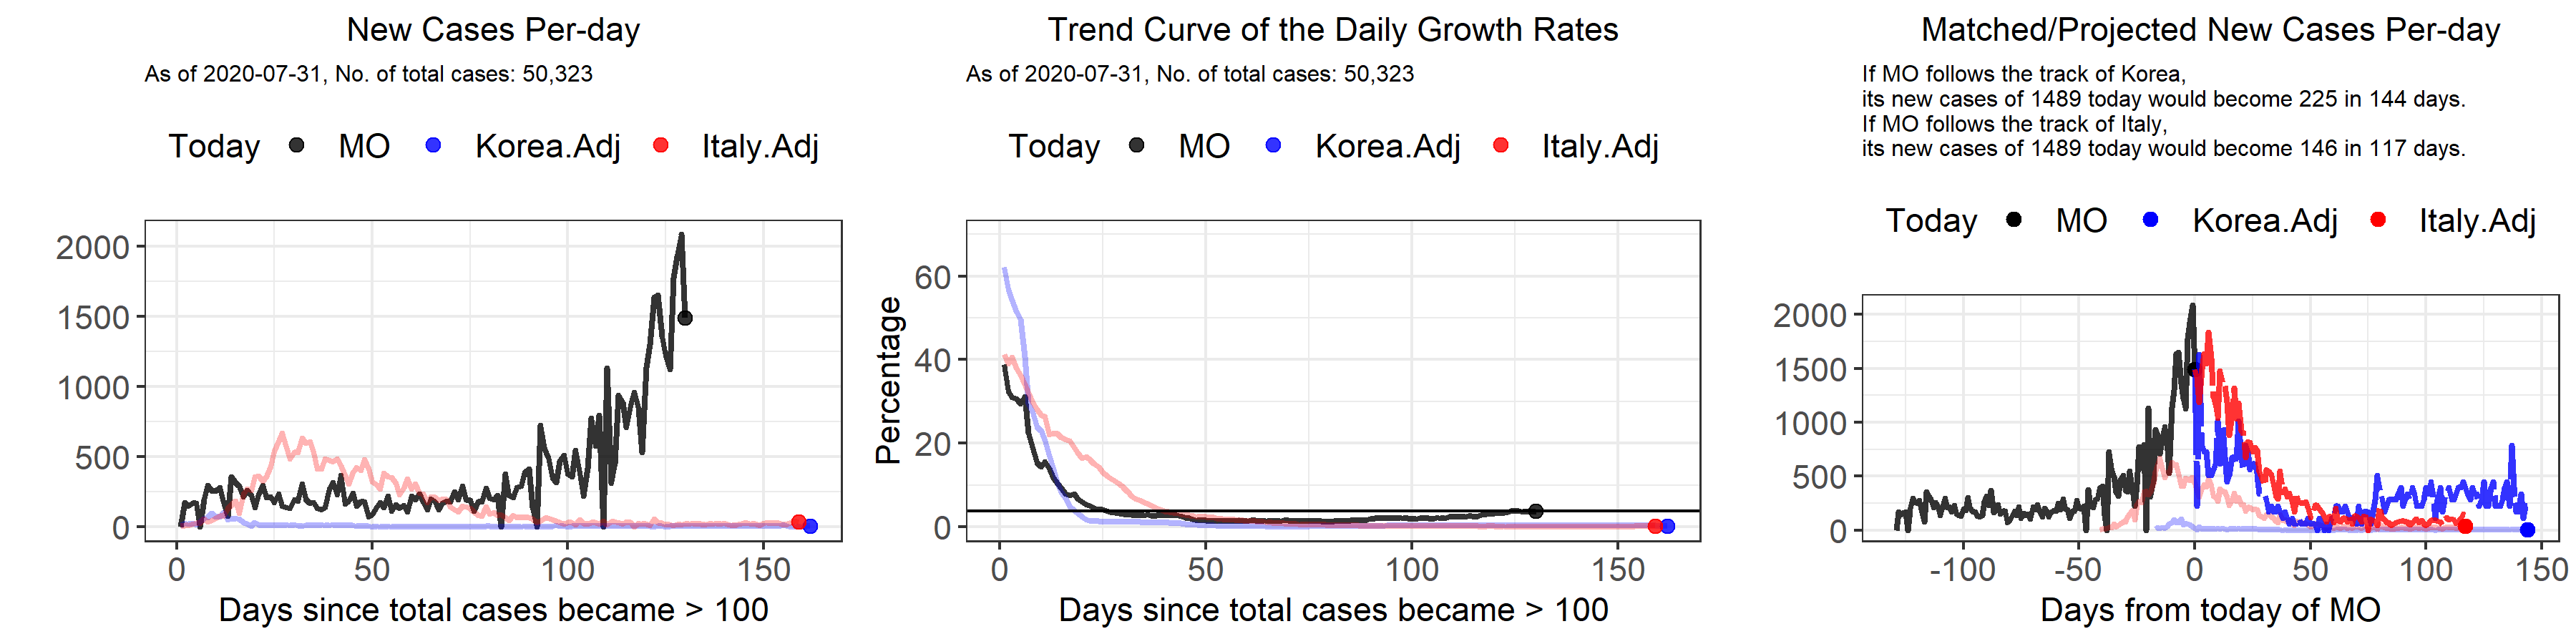 New Cases Per-day
As of 2020-07-31, No. of total cases: 50,323
Today MO Korea.Adj Italy.Adj
2000
1500
1000
500
0
0 50 100 150
Days since total cases became > 100
Trend Curve of the Daily Growth Rates
As of 2020-07-31, No. of total cases: 50,323
Today MO Korea.Adj Italy.Adj
Percentage
60
40
20
0
0 50 100 150
Days since total cases became > 100
Matched/Projected New Cases Per-day
If MO follows the track of Korea,
its new cases of 1489 today would become 225 in 144 days.
If MO follows the track of Italy,
its new cases of 1489 today would become 146 in 117 days.
Today MO Korea.Adj Italy.Adj
2000
1500
1000
500
0
-100 -50 0 50 100 150
Days from today of MO